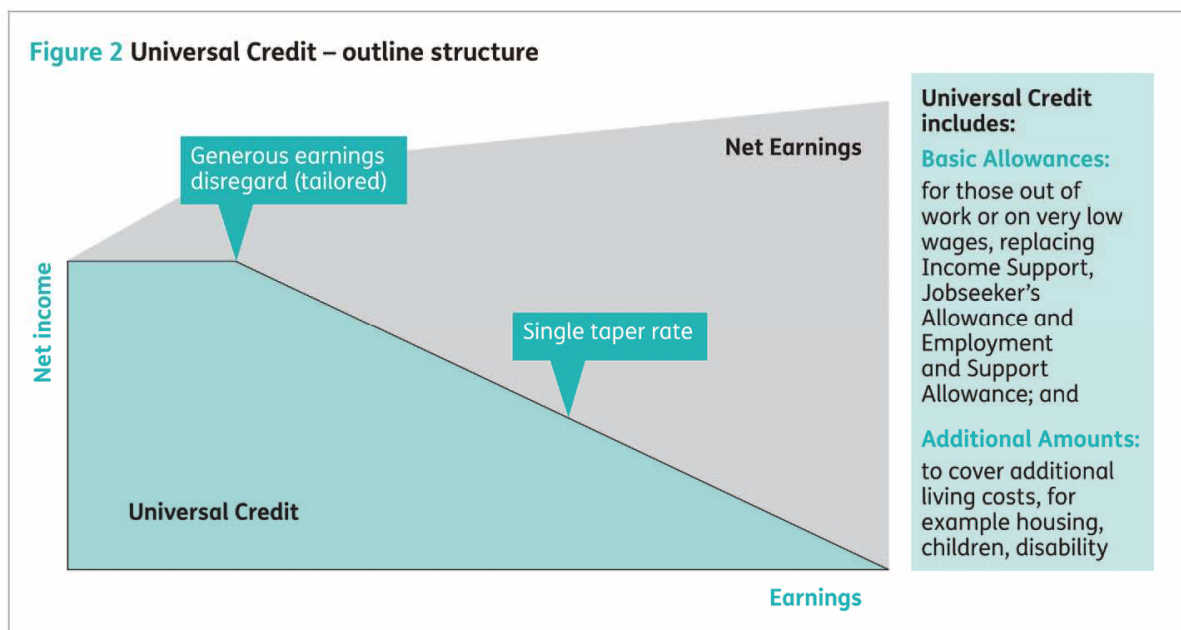 Figure 2 Universal Credit – outline structure
Generous earnings
disregard (tailored)
Net Earnings
Single taper rate
Universal Credit
Net income
Earnings
Universal Credit
includes:
Basic Allowances:
for those out of
work or on very low
wages, replacing
Income Support,
Jobseeker’s
Allowance and
Employment
and Support
Allowance; and
Additional Amounts:
to cover additional
living costs, for
example housing,
children, disability